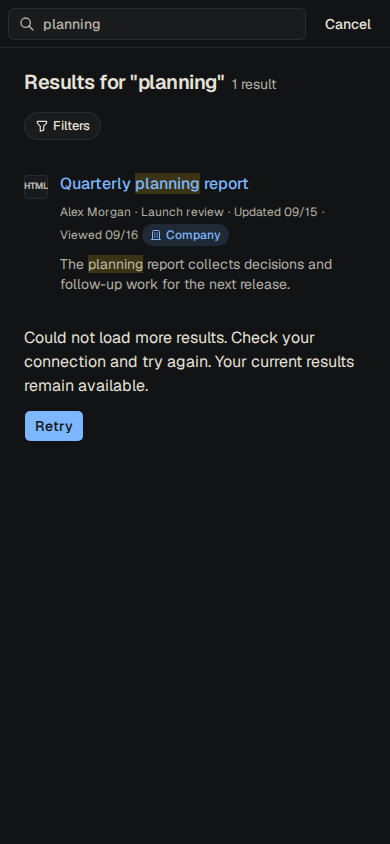 planning
Cancel
Results for "planning" 1 result
Filters
HTML
Quarterly planning report
Alex Morgan · Launch review · Updated 09/15 ·
Viewed 09/16 Company
The planning report collects decisions and
follow-up work for the next release.
Could not load more results. Check your
connection and try again. Your current results
remain available.
Retry